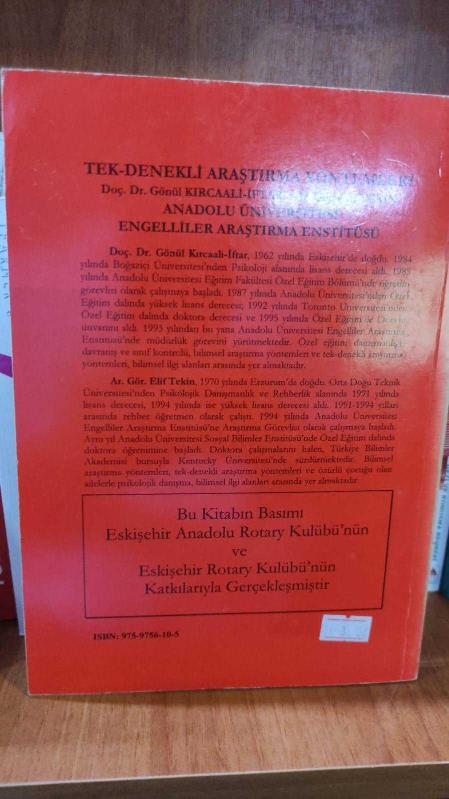 TEK-DENEKLİ ARAŞTIRMA YÖNTEMLERİ
Doç. Dr. Gönül KIRCAALİ-İFTAR
ANADOLU ÜNİVERSİTESİ
ENGELLİLER ARAŞTIRMA ENSTİTÜSÜ
Doç. Dr. Gönül Kırcaali-İftar, 1962 yılında Eskişehir'de doğdu. 1984
yılında Boğaziçi Üniversitesi'nden Psikoloji alanında lisans derecesi aldı. 1985
yılında Anadolu Üniversitesi Eğitim Fakültesi Özel Eğitim Bölümü'nde öğretim
görevlisi olarak çalışmaya başladı. 1987 yılında Anadolu Üniversitesi'nden Özel
Eğitim dalında yüksek lisans derecesi; 1992 yılında Toronto Üniversitesi'nden
Özel Eğitim dalında doktora derecesi ve 1995 yılında Özel Eğitim'de Doçent
unvanını aldı. 1993 yılından bu yana Anadolu Üniversitesi Engelliler Araştırma
Enstitüsü'nde müdürlük görevini yürütmektedir. Özel eğitim danışmanlığı,
davranış ve sınıf kontrolü, bilimsel araştırma yöntemleri ve tek-denekli araştırma
yöntemleri, bilimsel ilgi alanları arasında yer almaktadır.
Ar. Gör. Elif Tekin, 1970 yılında Erzurum'da doğdu. Orta Doğu Teknik
Üniversitesi'nden Psikolojik Danışmanlık ve Rehberlik alanında 1991 yılında
lisans derecesi, 1994 yılında ise yüksek lisans derecesi aldı. 1991-1994 yılları
arasında rehber öğretmen olarak çalıştı. 1994 yılında Anadolu Üniversitesi
Engelliler Araştırma Enstitüsü'ne Araştırma Görevlisi olarak çalışmaya başladı.
Aynı yıl Anadolu Üniversitesi Sosyal Bilimler Enstitüsü'nde Özel Eğitim dalında
doktora öğrenimine başladı. Doktora çalışmalarını halen, Türkiye Bilimler
Akademisi bursuyla Kentucky Üniversitesi'nde sürdürmektedir. Bilimsel
araştırma yöntemleri, tek-denekli araştırma yöntemleri ve özürlü çocuğu olan
ailelerle psikolojik danışma, bilimsel ilgi alanları arasında yer almaktadır.
Bu Kitabın Basımı
Eskişehir Anadolu Rotary Kulübü'nün
ve
Eskişehir Rotary Kulübü'nün
Katkılarıyla Gerçekleşmiştir
ISBN: 975-9756-10-5